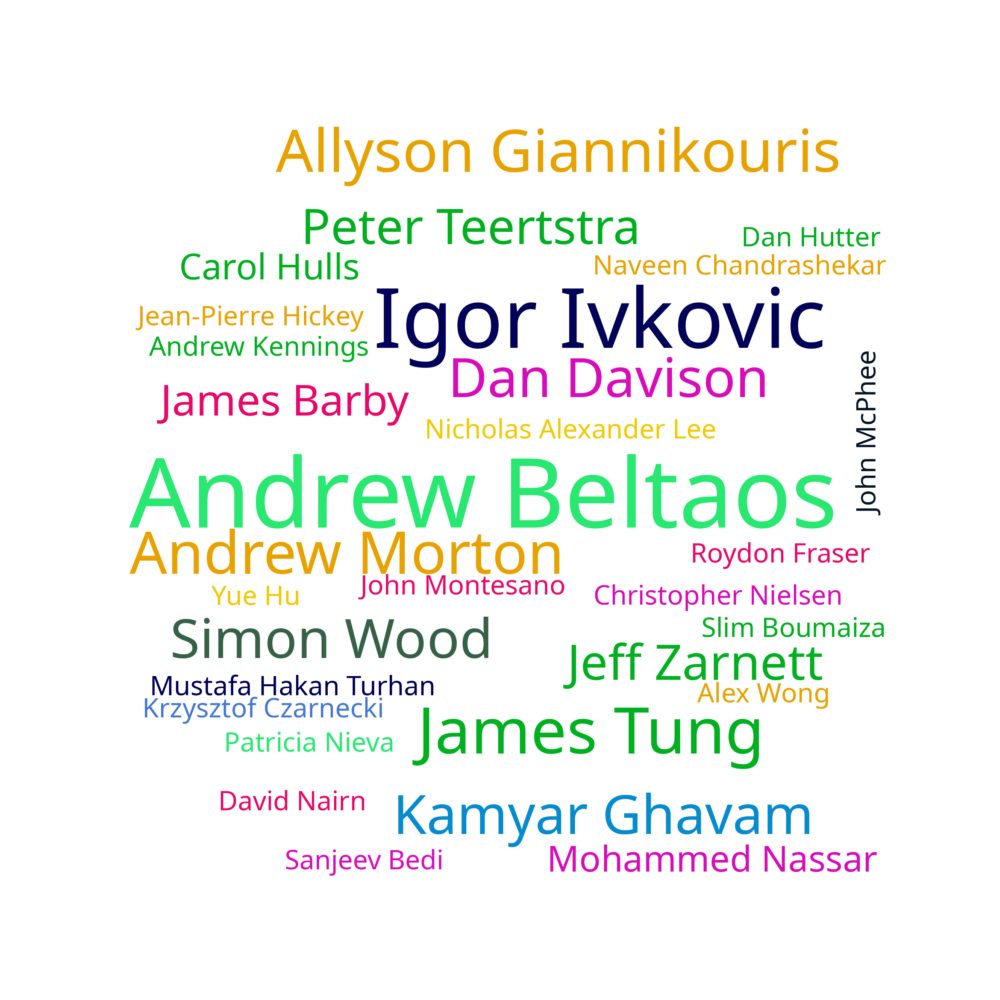 Allyson Giannikouris
Peter Teertstra
Dan Hutter
Carol Hulls
Naveen Chandrashekar
Jean-Pierre Hickey
Igor Ivkovic
Andrew Kennings
Dan Davison
James Barby
John McPhee
Nicholas Alexander Lee
Andrew Beltaos
Andrew Morton
Roydon Fraser
John Montesano
Yue Hu
Christopher Nielsen
Slim Boumaiza
Simon Wood
Jeff Zarnett
Mustafa Hakan Turhan
Alex Wong
Krzysztof Czarnecki
James Tung
Patricia Nieva
David Nairn
Kamyar Ghavam
Sanjeev Bedi
Mohammed Nassar